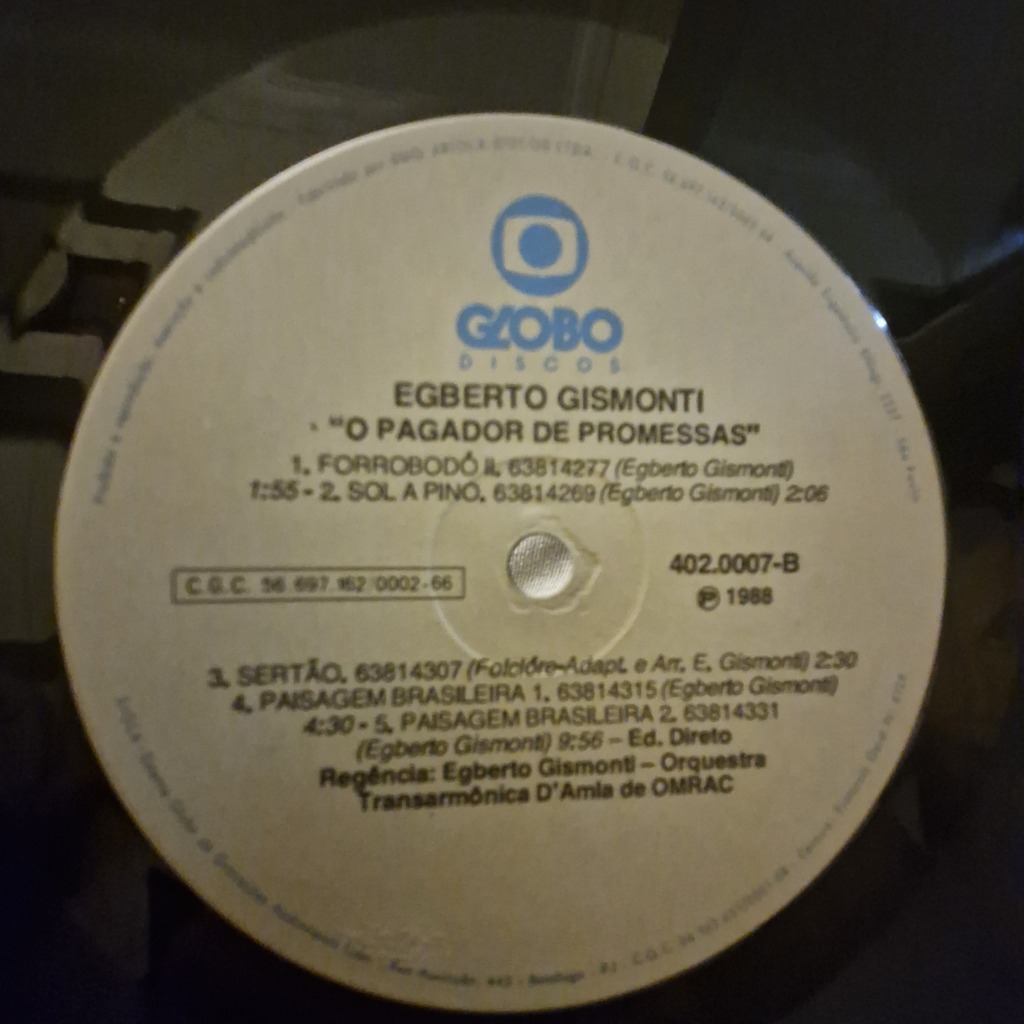 GLOBO
DISCOS
EGBERTO GISMONTI
"O PAGADOR DE PROMESSAS"
1. FORROBODÓ II. 63814277 (Egberto Gismonti)
1:55 - 2. SOL A PINO. 63814269 (Egberto Gismonti) 2:06
C.G.C. 56 697 162/0002-66
402.0007-B
℗ 1988
3. SERTÃO. 63814307 (Folclóre-Adapt. e Arr. E. Gismonti) 2:30
4. PAISAGEM BRASILEIRA 1. 63814315 (Egberto Gismonti)
4:30 - 5. PAISAGEM BRASILEIRA 2. 63814331
(Egberto Gismonti) 9:56 – Ed. Direto
Regência: Egberto Gismonti – Orquestra
Transarmônica D'Amla de OMRAC